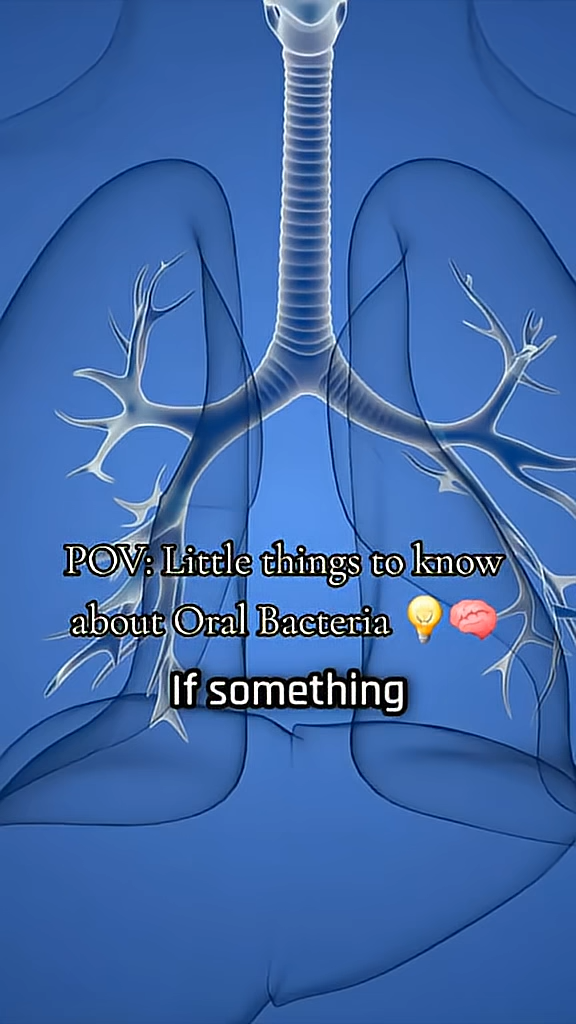 POV: Little things to know
about Oral Bacteria 💡🧠
If something